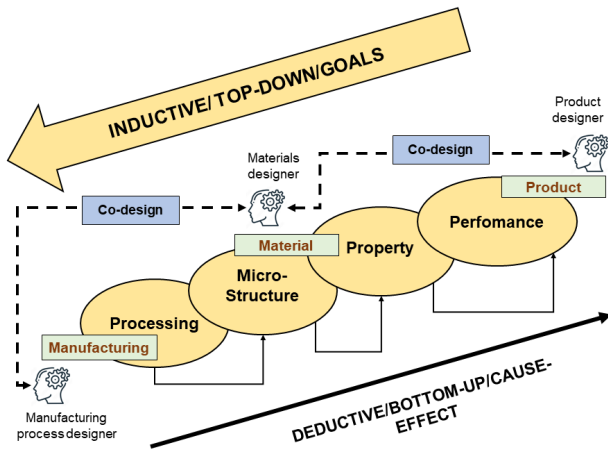 INDUCTIVE/ TOP-DOWN/GOALS
Product
designer
Co-design
Materials
designer
Co-design
Product
Perfomance
Material
Property
Micro-
Structure
Processing
Manufacturing
Manufacturing
process designer
DEDUCTIVE/BOTTOM-UP/CAUSE-
EFFECT